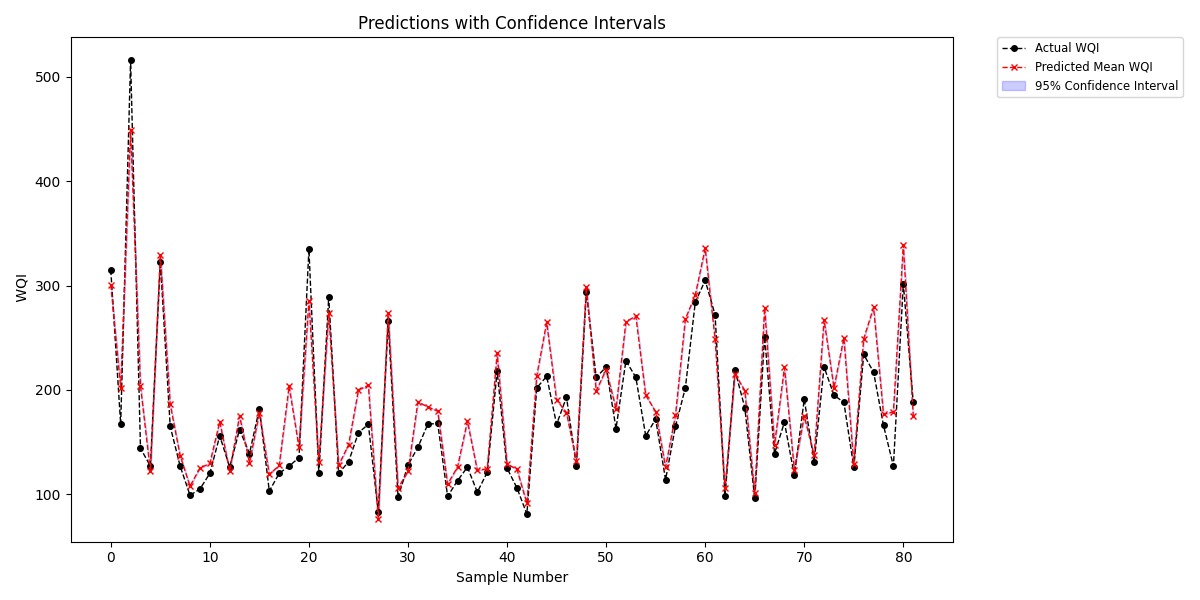 Predictions with Confidence Intervals
Actual WQI
Predicted Mean WQI
95% Confidence Interval
WQI
500
400
300
200
100
0 10 20 30 40 50 60 70 80
Sample Number